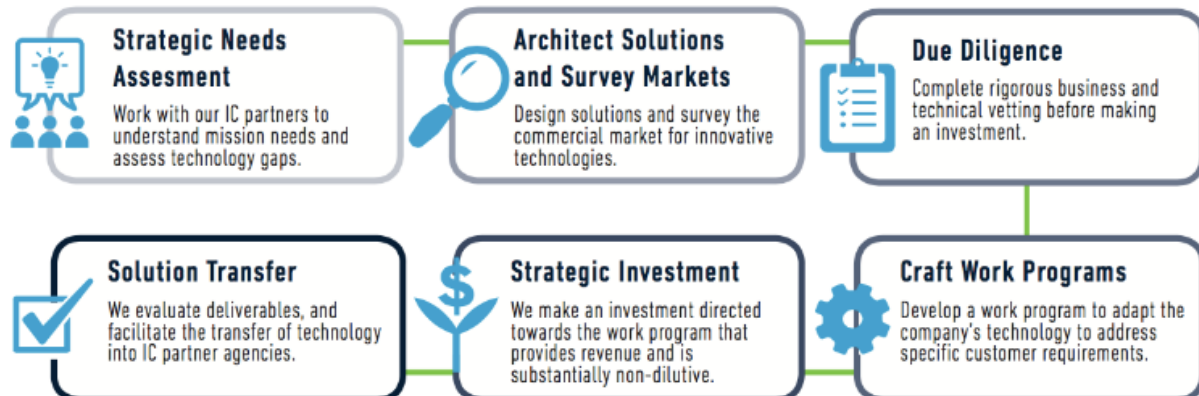 Strategic Needs
Assesment
Work with our IC partners to
understand mission needs and
assess technology gaps.
Architect Solutions
and Survey Markets
Design solutions and survey the
commercial market for innovative
technologies.
Due Diligence
Complete rigorous business and
technical vetting before making
an investment.
Craft Work Programs
Develop a work program to adapt the
company's technology to address
specific customer requirements.
$
Strategic Investment
We make an investment directed
towards the work program that
provides revenue and is
substantially non-dilutive.
Solution Transfer
We evaluate deliverables, and
facilitate the transfer of technology
into IC partner agencies.